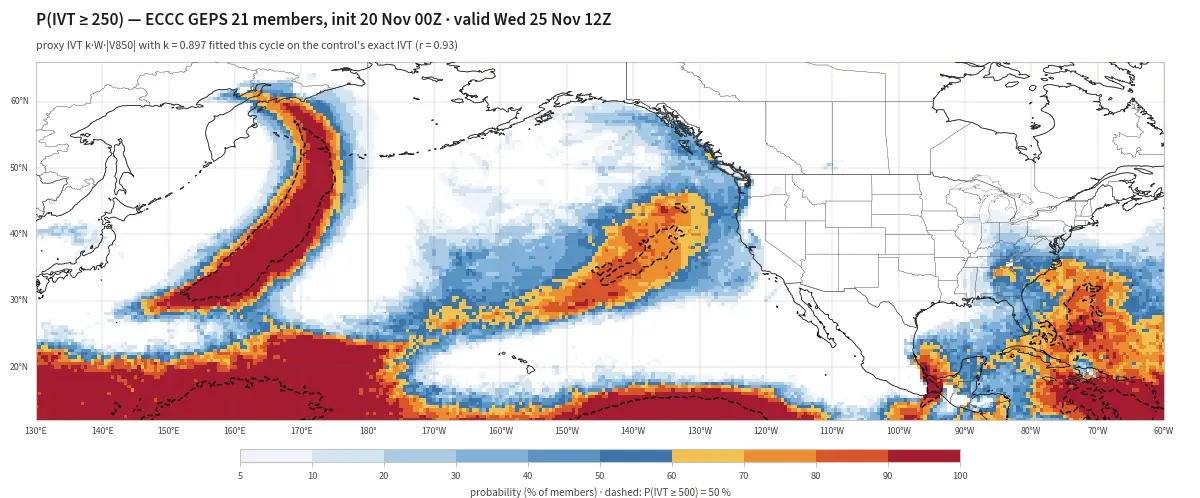 P(IVT ≥ 250) — ECCC GEPS 21 members, init 20 Nov 00Z · valid Wed 25 Nov 12Z
proxy IVT k·W·|V850| with k = 0.897 fitted this cycle on the control's exact IVT (r = 0.93)
60°N
50°N
40°N
30°N
20°N
130°E 140°E 150°E 160°E 170°E 180° 170°W 160°W 150°W 140°W 130°W 120°W 110°W 100°W 90°W 80°W 70°W 60°W
5 10 20 30 40 50 60 70 80 90 100
probability (% of members) · dashed: P(IVT ≥ 500) = 50 %